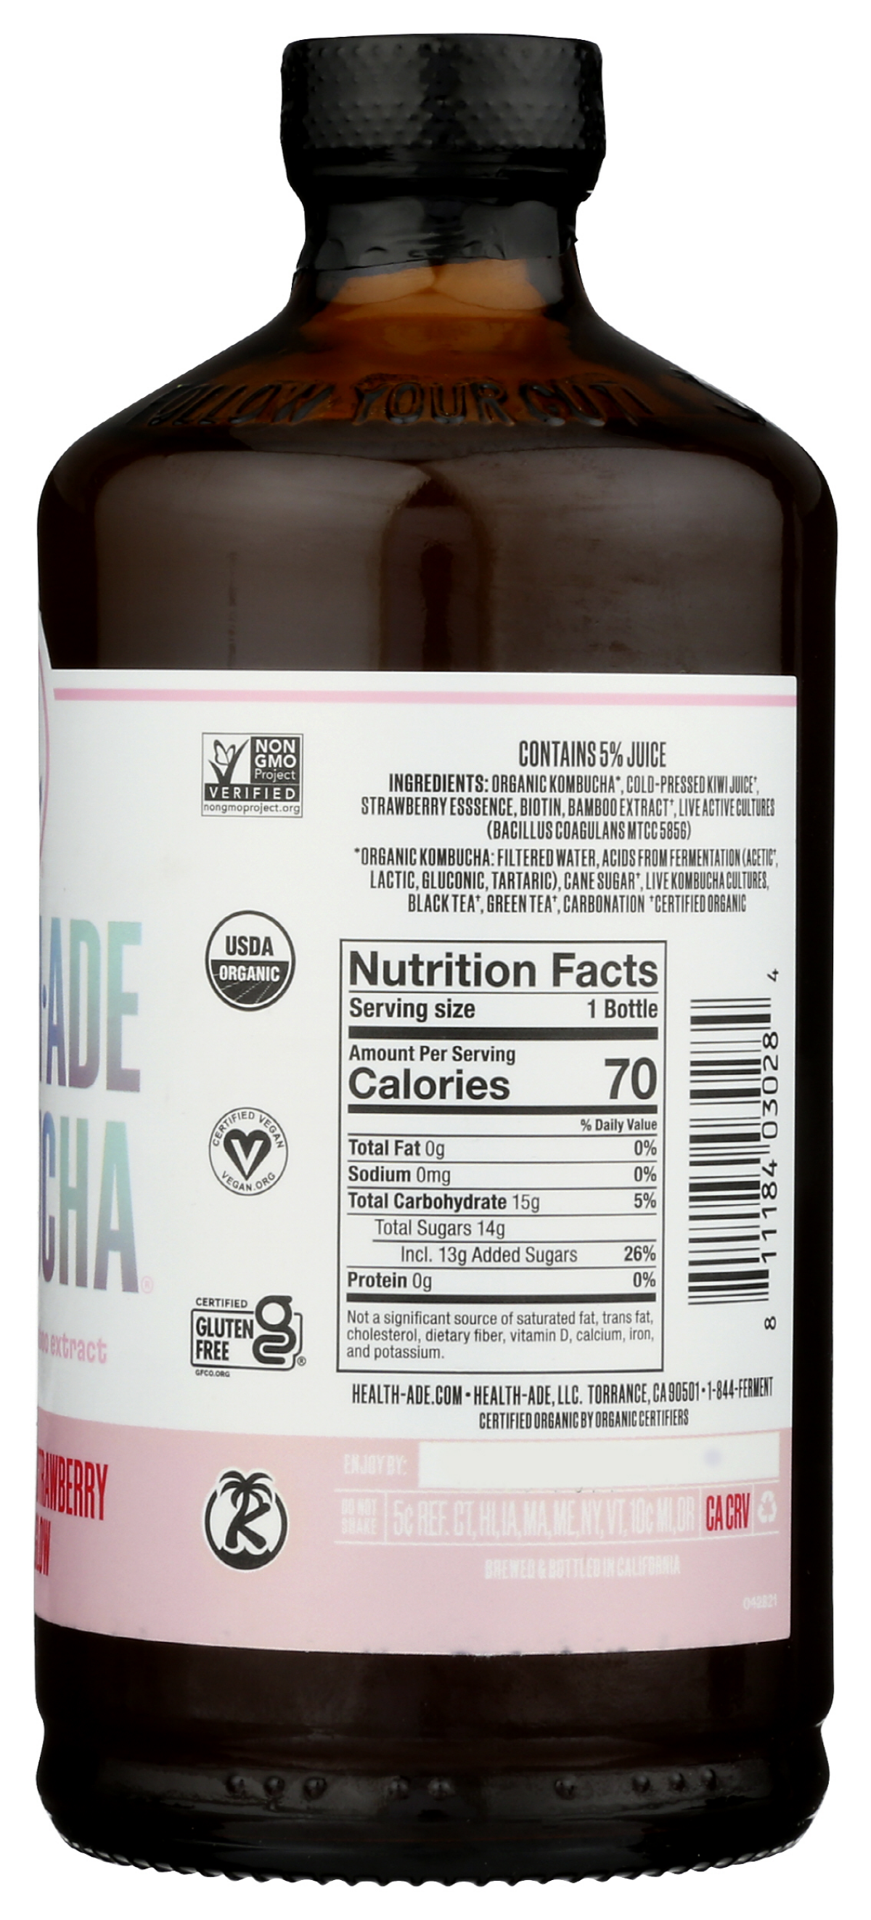 FOLLOW YOUR GUT
NON
GMO
Project
VERIFIED
nongmoproject.org
CONTAINS 5% JUICE
INGREDIENTS: ORGANIC KOMBUCHA*, COLD-PRESSED KIWI JUICE†,
STRAWBERRY ESSSENCE, BIOTIN, BAMBOO EXTRACT†, LIVE ACTIVE CULTURES
(BACILLUS COAGULANS MTCC 5856)
*ORGANIC KOMBUCHA: FILTERED WATER, ACIDS FROM FERMENTATION (ACETIC†,
LACTIC, GLUCONIC, TARTARIC), CANE SUGAR†, LIVE KOMBUCHA CULTURES,
BLACK TEA†, GREEN TEA†, CARBONATION †CERTIFIED ORGANIC
USDA
ORGANIC
·ADE
CHA®
extract
CERTIFIED VEGAN
VEGAN.ORG
CERTIFIED
GLUTEN
FREE
GFCO.ORG
®
Nutrition Facts
Serving size 1 Bottle
Amount Per Serving
Calories 70
% Daily Value
Total Fat 0g 0%
Sodium 0mg 0%
Total Carbohydrate 15g 5%
Total Sugars 14g
Incl. 13g Added Sugars 26%
Protein 0g 0%
Not a significant source of saturated fat, trans fat,
cholesterol, dietary fiber, vitamin D, calcium, iron,
and potassium.
8 11184 03028 4
HEALTH-ADE.COM • HEALTH-ADE, LLC. TORRANCE, CA 90501 • 1-844-FERMENT
CERTIFIED ORGANIC BY ORGANIC CERTIFIERS
STRAWBERRY
GLOW
K
ENJOY BY:
DO NOT
SHAKE
5¢ REF. CT, HI, IA, MA, ME, NY, VT, 10¢ MI, OR
CA CRV
BREWED & BOTTLED IN CALIFORNIA